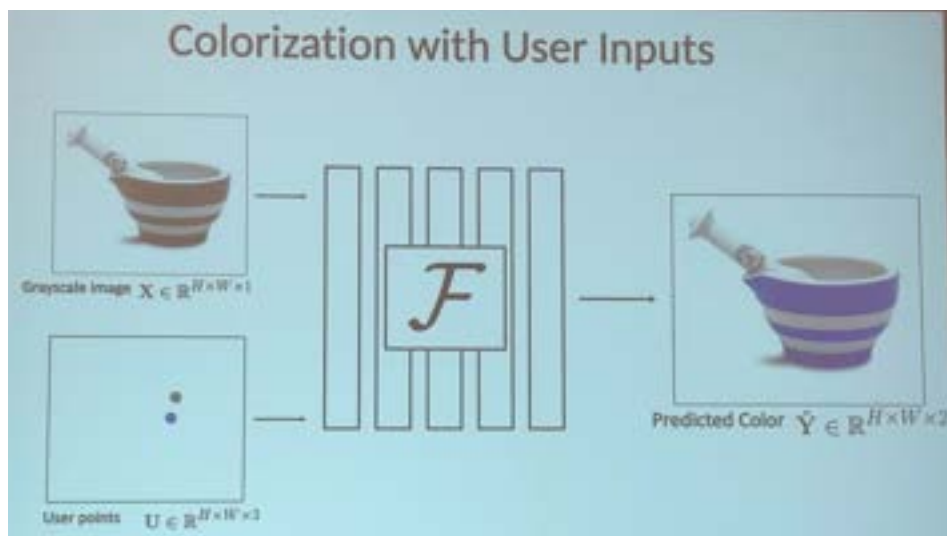 Colorization with User Inputs
Grayscale image X ∈ ℝ^{H×W×1}
ℱ
Predicted Color Ŷ ∈ ℝ^{H×W×2}
User points U ∈ ℝ^{H×W×3}